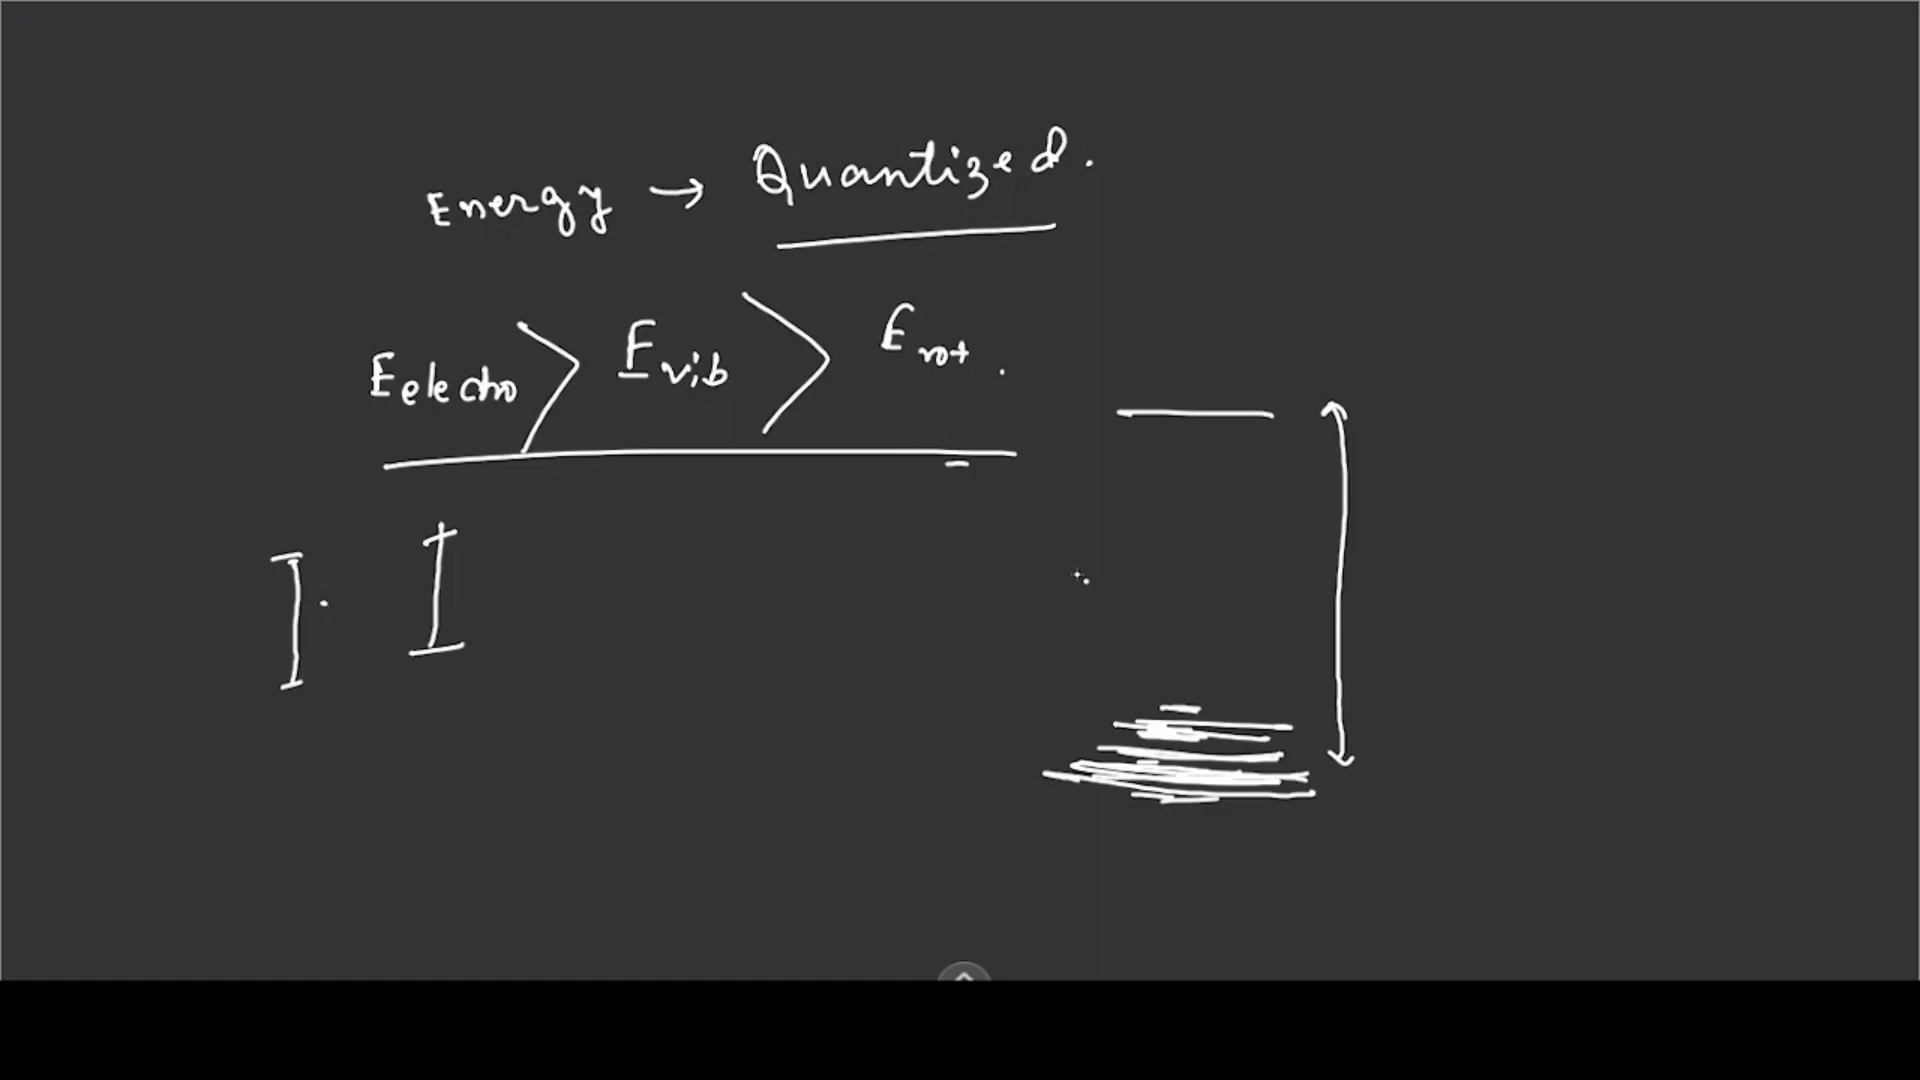 Energy → Quantized.
Eelectro > Evib > Erot.